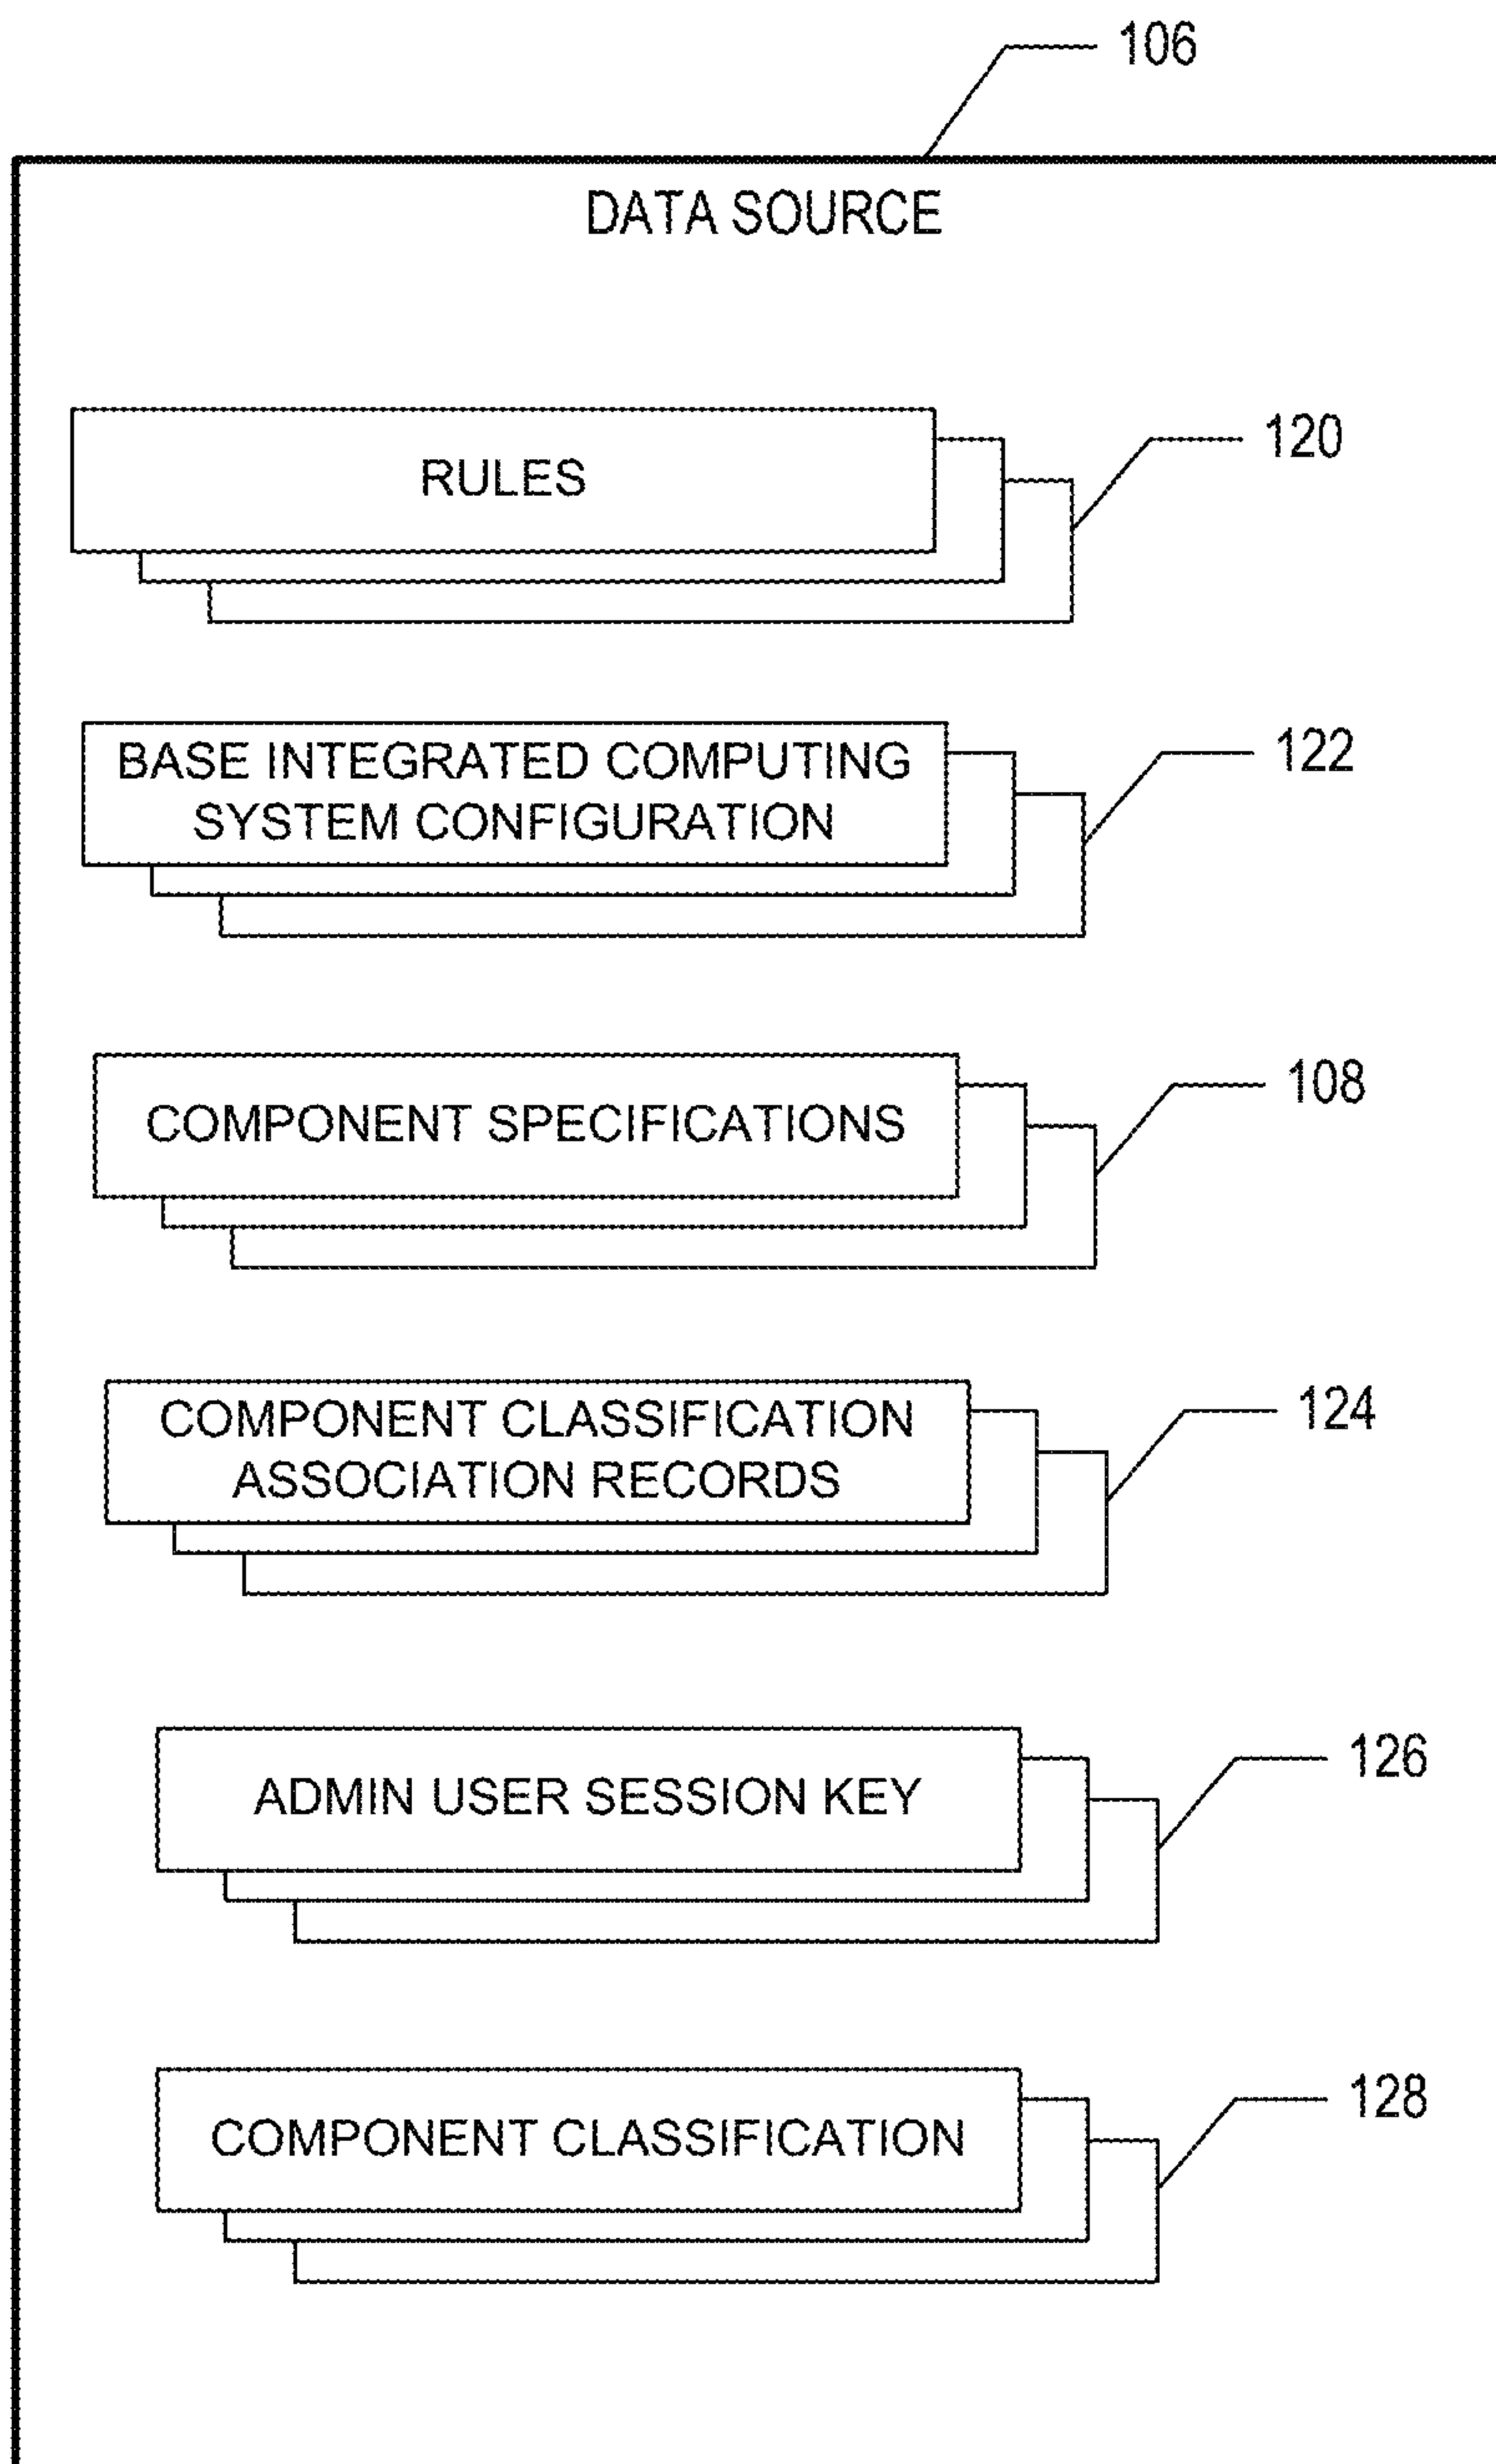 106
DATA SOURCE
RULES
120
BASE INTEGRATED COMPUTING
SYSTEM CONFIGURATION
122
COMPONENT SPECIFICATIONS
108
COMPONENT CLASSIFICATION
ASSOCIATION RECORDS
124
ADMIN USER SESSION KEY
126
COMPONENT CLASSIFICATION
128